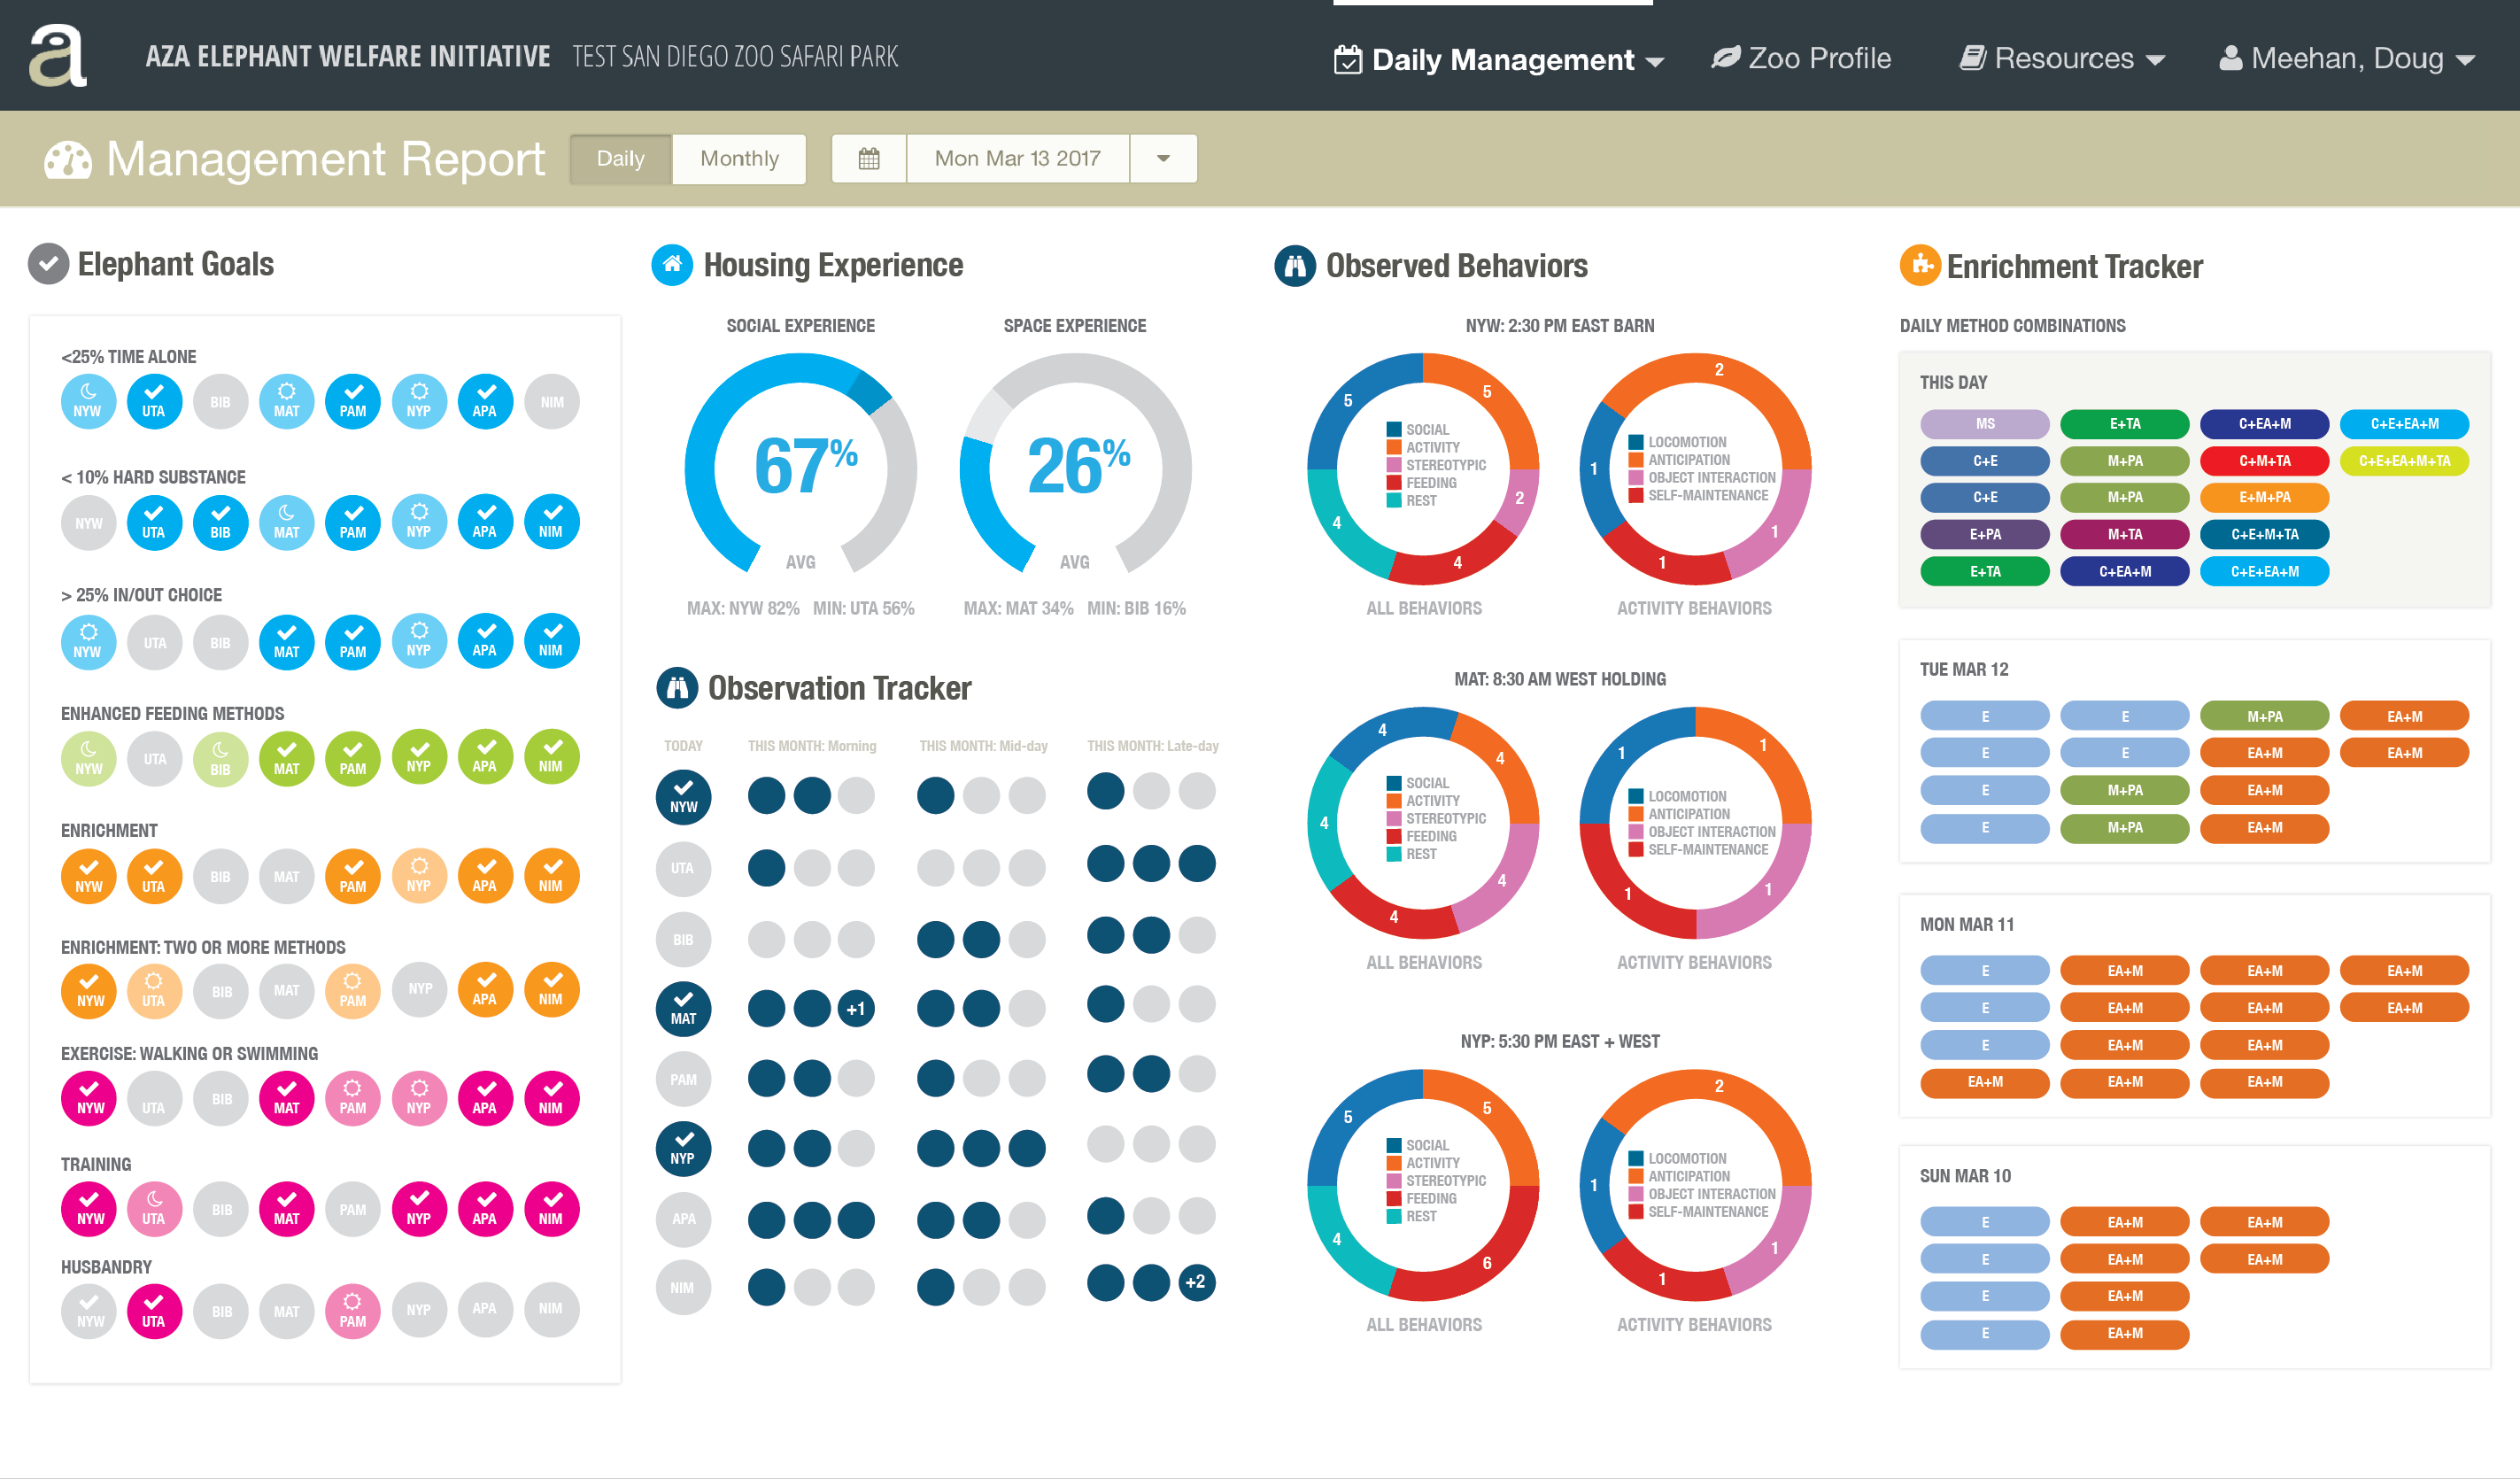 a
AZA ELEPHANT WELFARE INITIATIVE TEST SAN DIEGO ZOO SAFARI PARK
Daily Management
Zoo Profile
Resources
Meehan, Doug
Management Report
Daily
Monthly
Mon Mar 13 2017
Elephant Goals
<25% TIME ALONE
NYW UTA BIB MAT PAM NYP APA NIM
< 10% HARD SUBSTANCE
NYW UTA BIB MAT PAM NYP APA NIM
> 25% IN/OUT CHOICE
NYW UTA BIB MAT PAM NYP APA NIM
ENHANCED FEEDING METHODS
NYW UTA BIB MAT PAM NYP APA NIM
ENRICHMENT
NYW UTA BIB MAT PAM NYP APA NIM
ENRICHMENT: TWO OR MORE METHODS
NYW UTA BIB MAT PAM NYP APA NIM
EXERCISE: WALKING OR SWIMMING
NYW UTA BIB MAT PAM NYP APA NIM
TRAINING
NYW UTA BIB MAT PAM NYP APA NIM
HUSBANDRY
NYW UTA BIB MAT PAM NYP APA NIM
Housing Experience
SOCIAL EXPERIENCE
67%
AVG
MAX: NYW 82% MIN: UTA 56%
SPACE EXPERIENCE
26%
AVG
MAX: MAT 34% MIN: BIB 16%
Observation Tracker
TODAY THIS MONTH: Morning THIS MONTH: Mid-day THIS MONTH: Late-day
NYW
UTA
BIB
MAT +1
PAM
NYP
APA
NIM +2
Observed Behaviors
NYW: 2:30 PM EAST BARN
5 5 2 4 4
SOCIAL
ACTIVITY
STEREOTYPIC
FEEDING
REST
ALL BEHAVIORS
2 1 1 1
LOCOMOTION
ANTICIPATION
OBJECT INTERACTION
SELF-MAINTENANCE
ACTIVITY BEHAVIORS
MAT: 8:30 AM WEST HOLDING
4 4 4 4 4
SOCIAL
ACTIVITY
STEREOTYPIC
FEEDING
REST
ALL BEHAVIORS
1 1 1 1
LOCOMOTION
ANTICIPATION
OBJECT INTERACTION
SELF-MAINTENANCE
ACTIVITY BEHAVIORS
NYP: 5:30 PM EAST + WEST
5 5 6 4
SOCIAL
ACTIVITY
STEREOTYPIC
FEEDING
REST
ALL BEHAVIORS
2 1 1 1
LOCOMOTION
ANTICIPATION
OBJECT INTERACTION
SELF-MAINTENANCE
ACTIVITY BEHAVIORS
Enrichment Tracker
DAILY METHOD COMBINATIONS
THIS DAY
MS E+TA C+EA+M C+E+EA+M
C+E M+PA C+M+TA C+E+EA+M+TA
C+E M+PA E+M+PA
E+PA M+TA C+E+M+TA
E+TA C+EA+M C+E+EA+M
TUE MAR 12
E E M+PA EA+M
E E EA+M EA+M
E M+PA EA+M
E M+PA EA+M
MON MAR 11
E EA+M EA+M EA+M
E EA+M EA+M EA+M
E EA+M EA+M
EA+M EA+M EA+M
SUN MAR 10
E EA+M EA+M
E EA+M EA+M
E EA+M
E EA+M